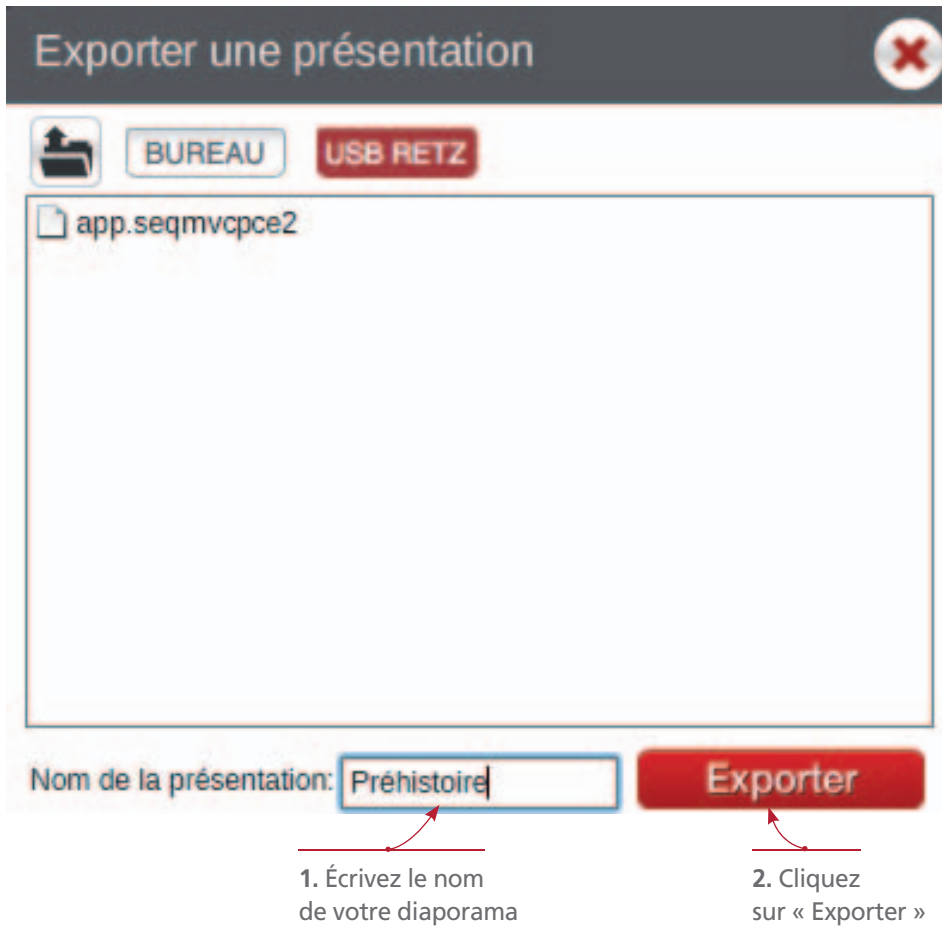 Exporter une présentation
BUREAU USB RETZ
app.seqmvcpce2
Nom de la présentation: Préhistoire Exporter
1. Écrivez le nom
de votre diaporama
2. Cliquez
sur « Exporter »